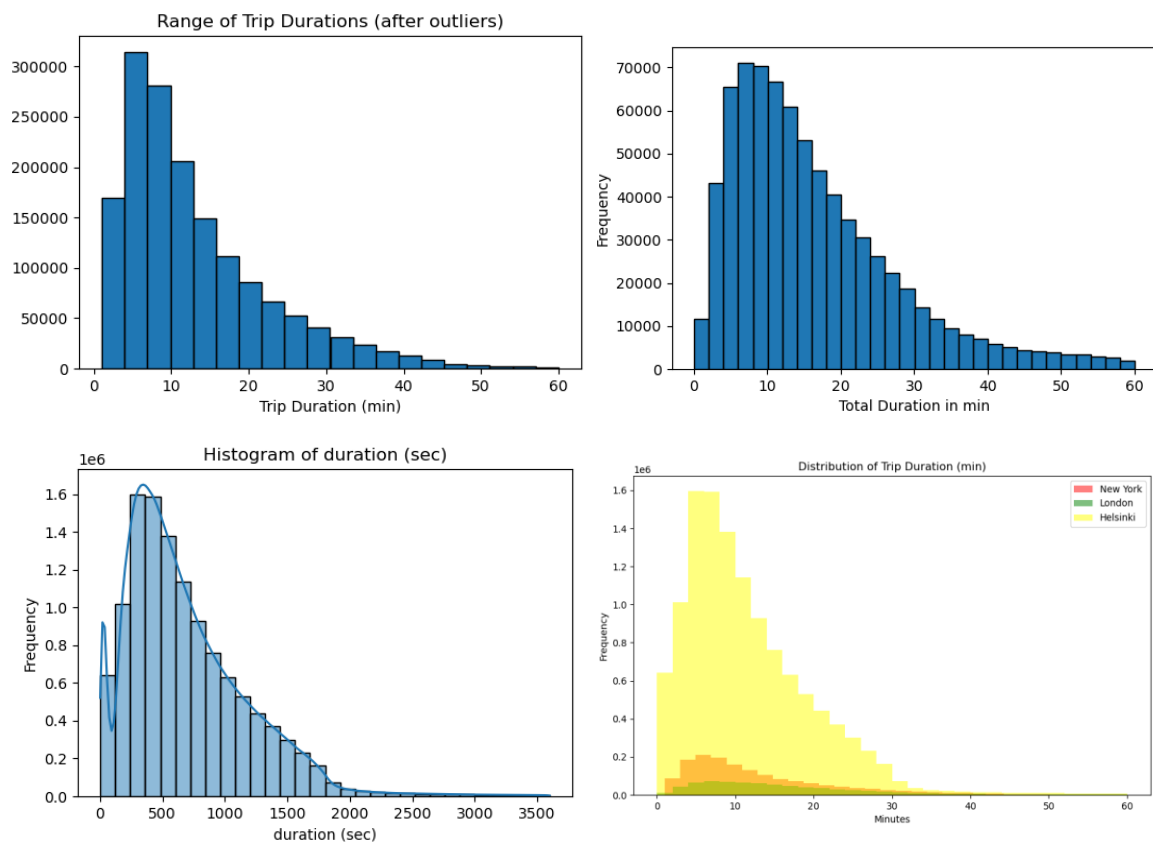 Range of Trip Durations (after outliers)
300000
250000
200000
150000
100000
50000
0
0 10 20 30 40 50 60
Trip Duration (min)
70000
60000
50000
40000
30000
20000
10000
0
Frequency
0 10 20 30 40 50 60
Total Duration in min
Histogram of duration (sec)
1e6
1.6
1.4
1.2
1.0
0.8
0.6
0.4
0.2
0.0
Frequency
0 500 1000 1500 2000 2500 3000 3500
duration (sec)
Distribution of Trip Duration (min)
1e6
New York
London
Helsinki
1.6
1.4
1.2
1.0
0.8
0.6
0.4
0.2
0.0
Frequency
0 10 20 30 40 50 60
Minutes